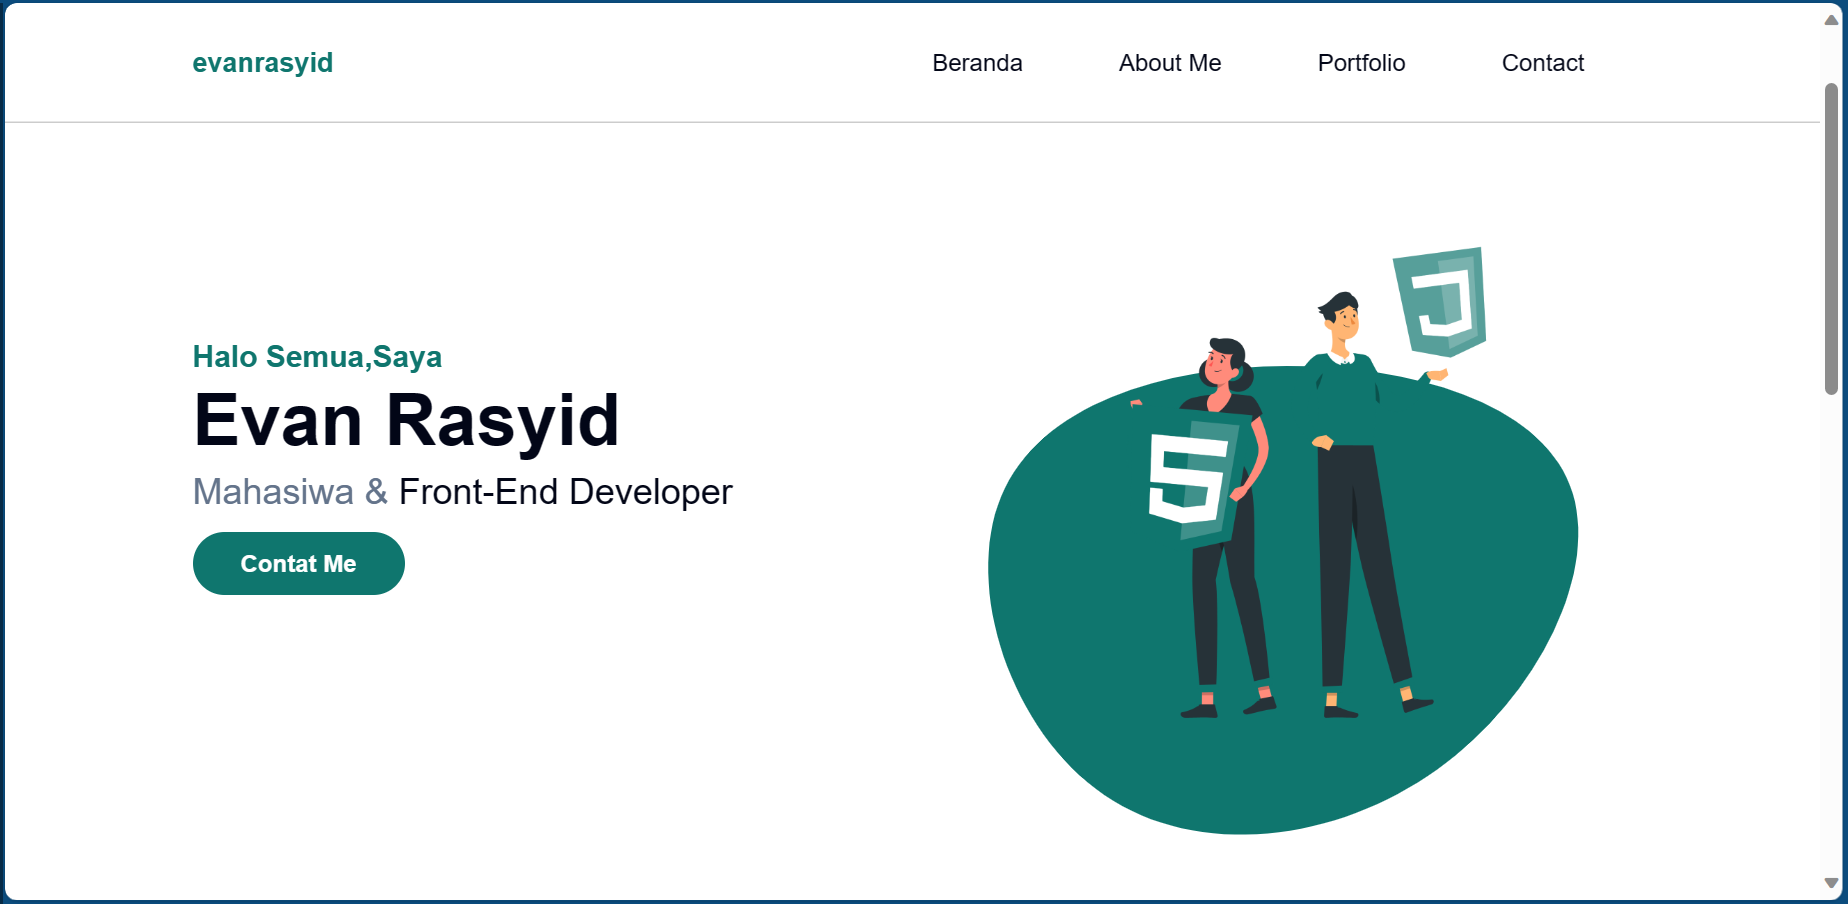 evanrasyid
Beranda About Me Portfolio Contact
Halo Semua,Saya
Evan Rasyid
Mahasiwa & Front-End Developer
Contat Me